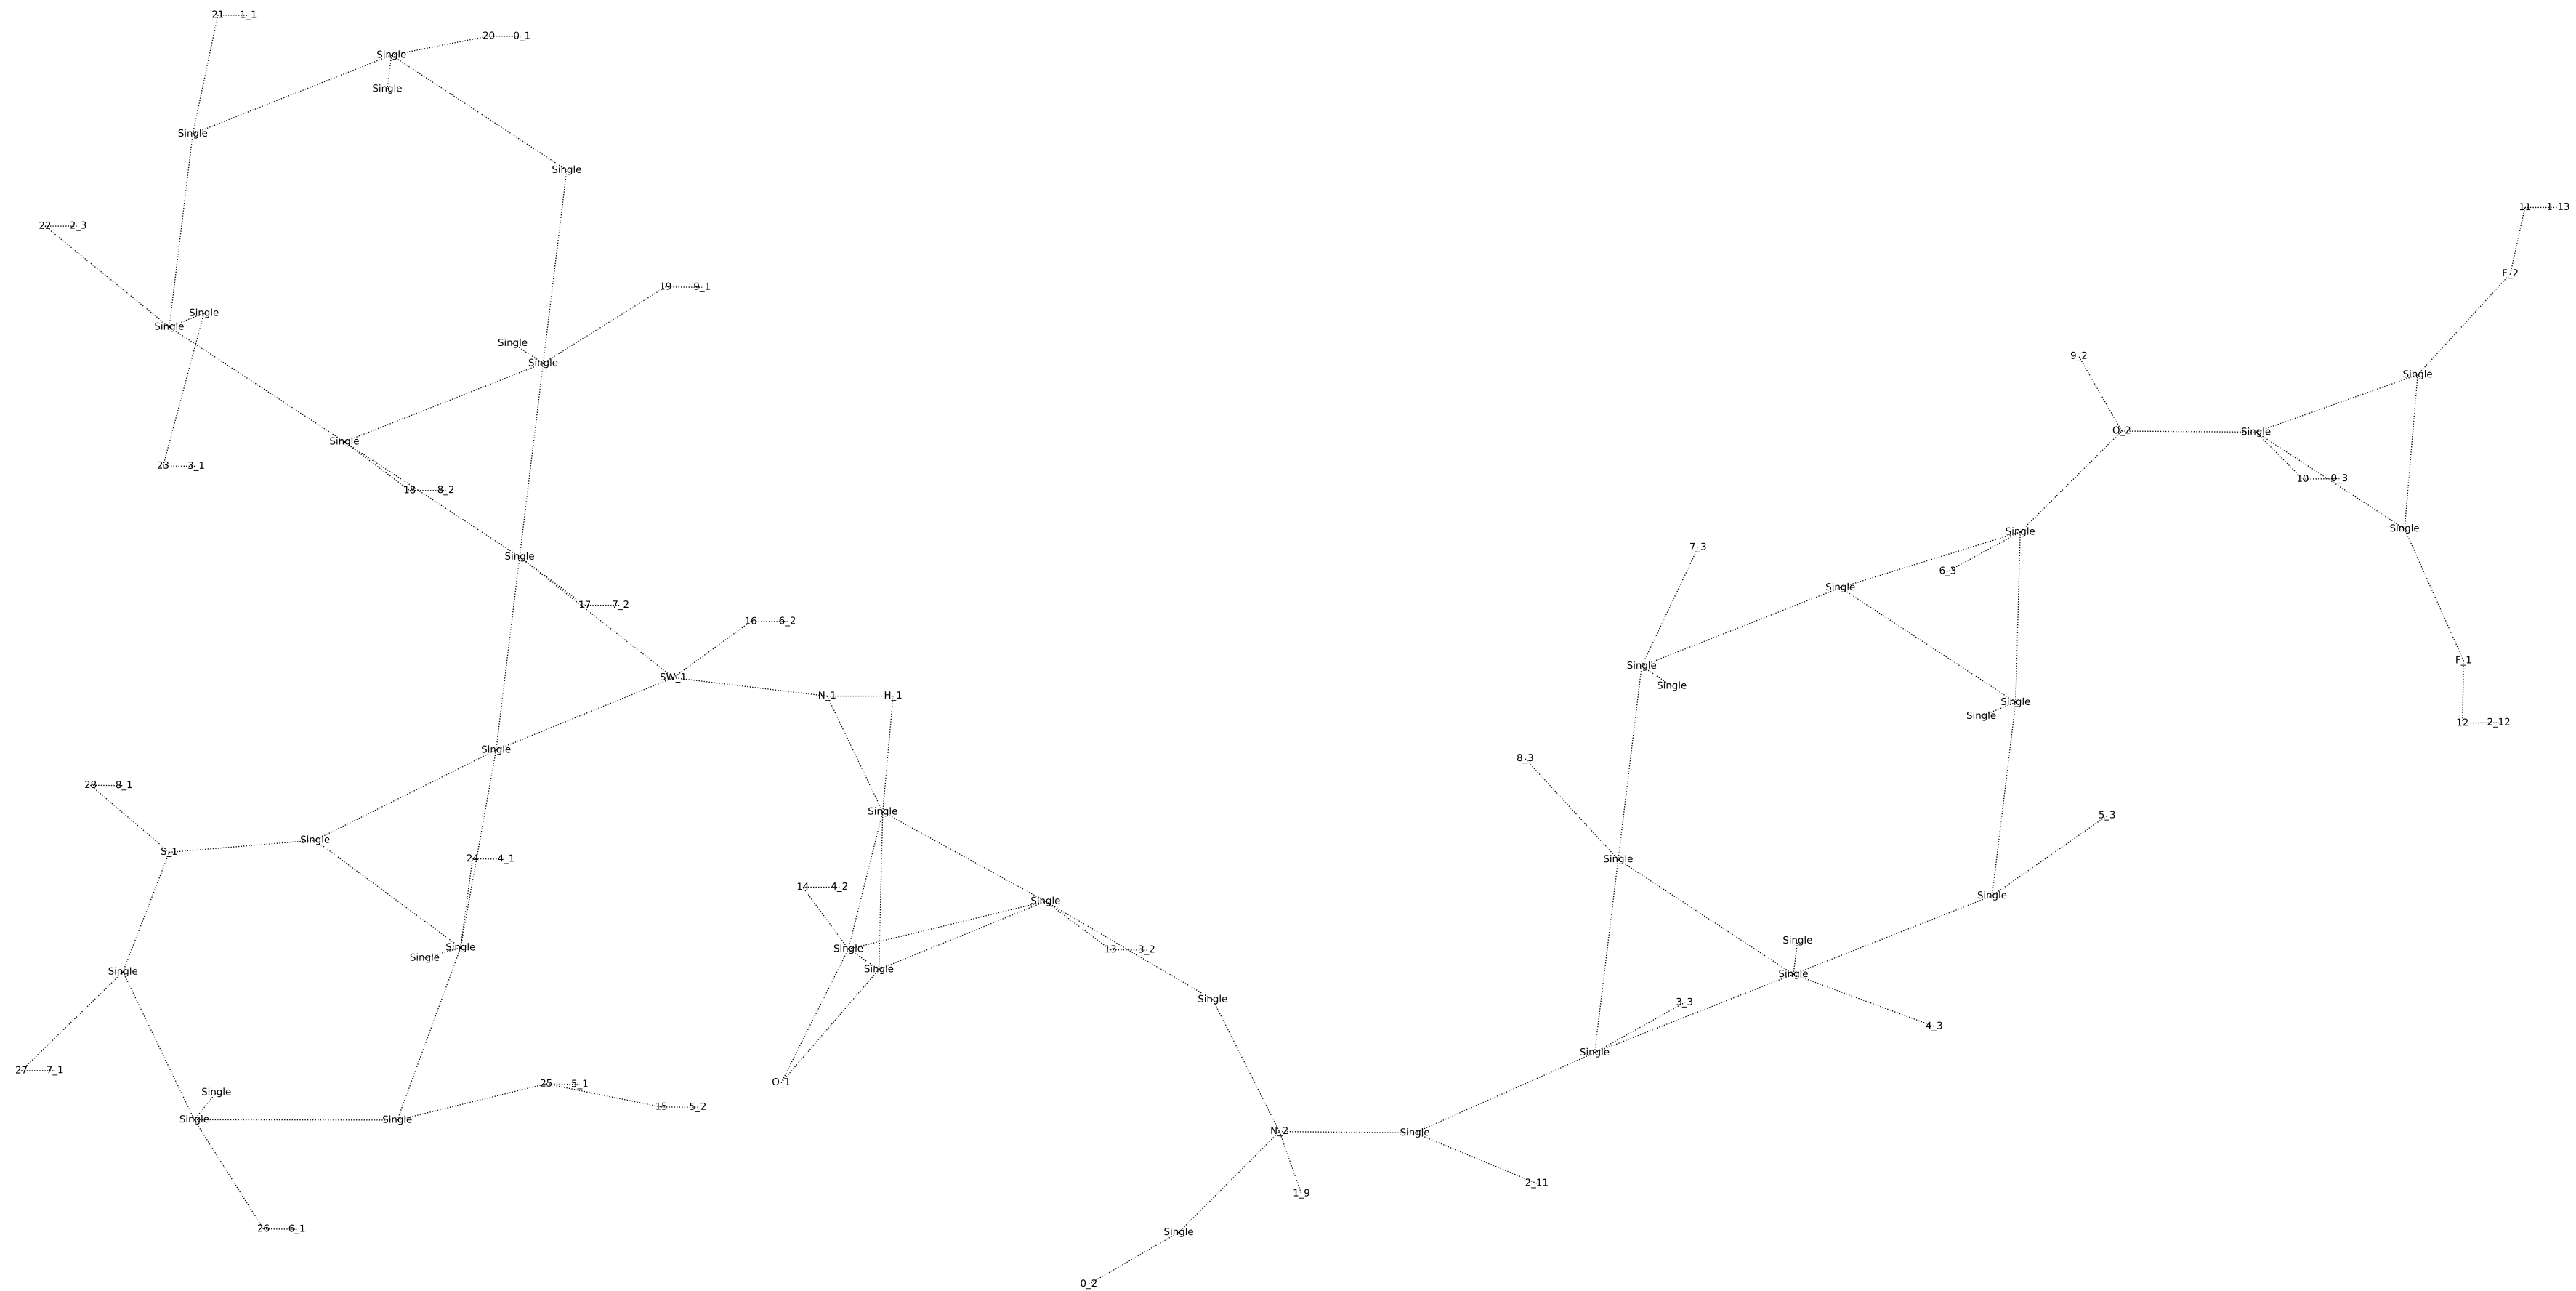 21 1_1
20 0_1
Single
Single
Single
Single
11 1_13
22 2_3
F_2
19 9_1
Single
Single
Single
9_2
Single
Single
O_2
Single
Single
23 3_1
10 0_3
18 8_2
Single
Single
7_3
Single
6_3
Single
17 7_2
16 6_2
F_1
Single
SW_1
Single
N_1 H_1
Single
Single
12 2_12
Single
8_3
28 8_1
Single
5_3
Single
S_1
24 4_1
Single
14 4_2
Single
Single
Single
Single
Single
13 3_2
Single
Single
Single
Single
Single
3_3
4_3
Single
27 7_1
O_1
25 5_1
Single
15 5_2
Single
Single
N_2
Single
2_11
1_9
26 6_1
Single
0_2